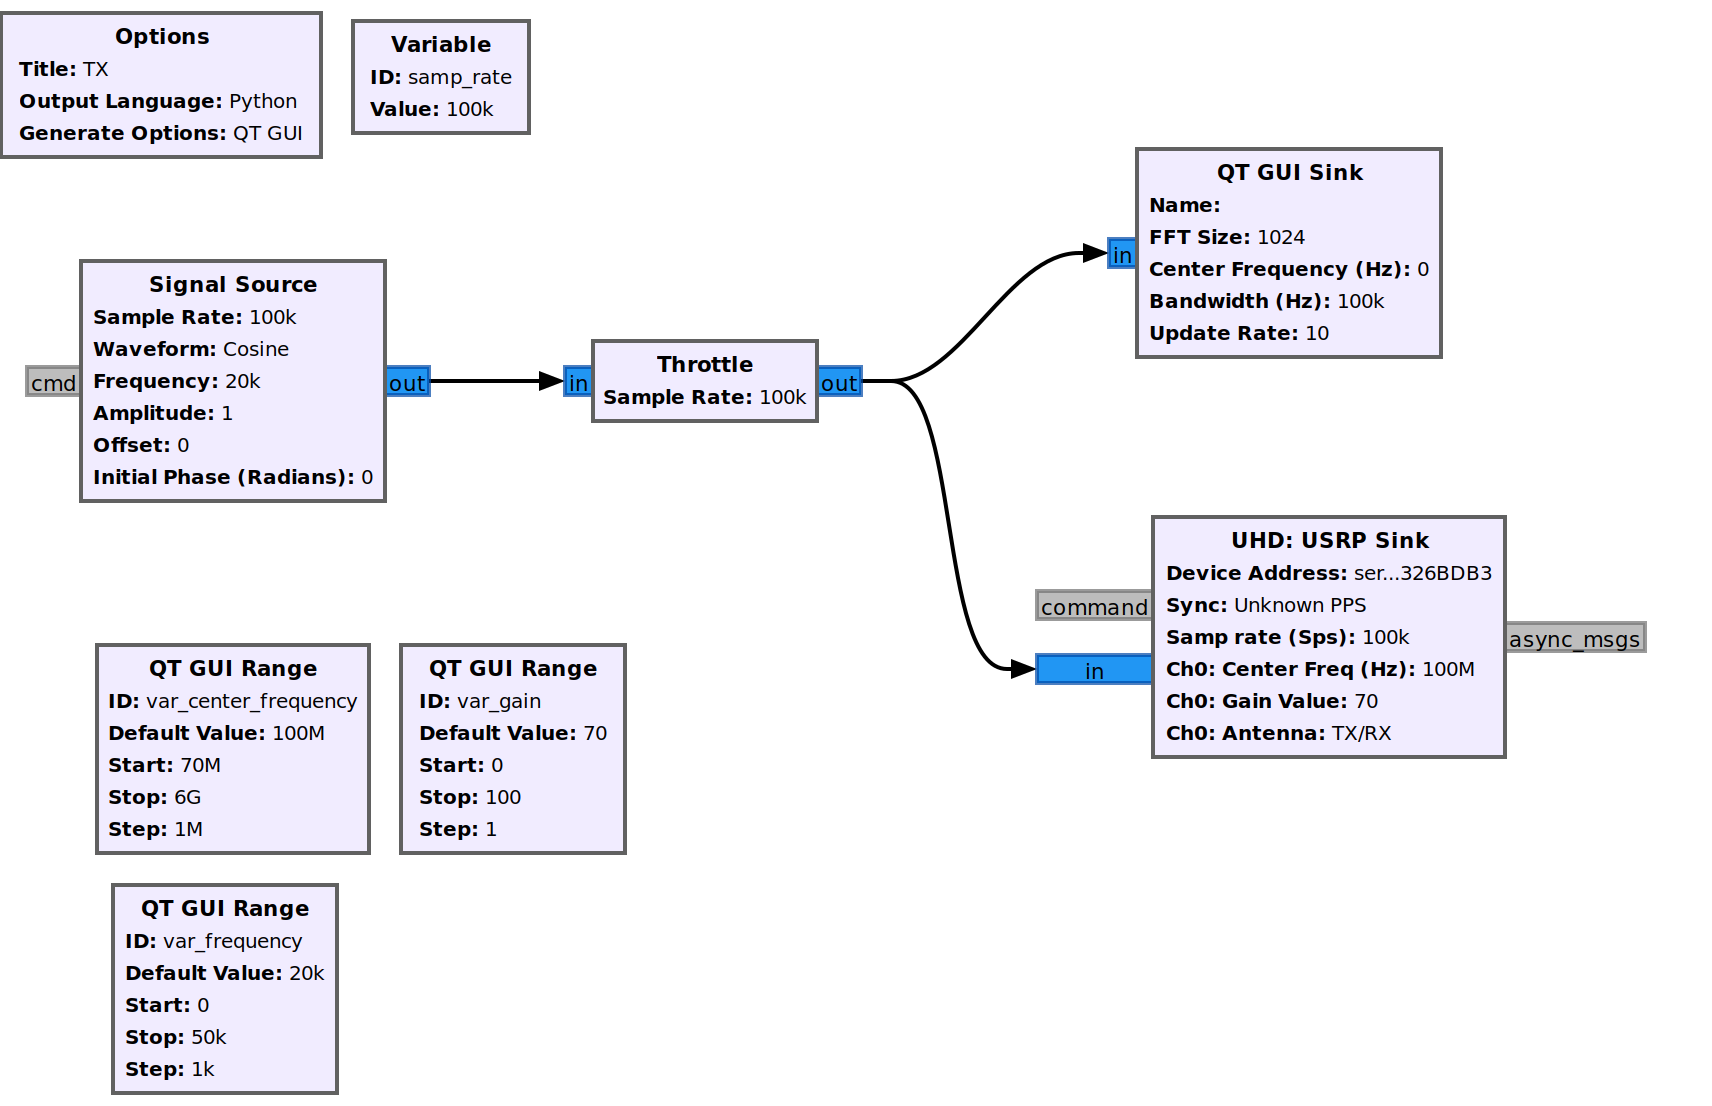 Options
Title: TX
Output Language: Python
Generate Options: QT GUI
Variable
ID: samp_rate
Value: 100k
QT GUI Sink
Name:
FFT Size: 1024
Center Frequency (Hz): 0
Bandwidth (Hz): 100k
Update Rate: 10
in
Signal Source
Sample Rate: 100k
Waveform: Cosine
Frequency: 20k
Amplitude: 1
Offset: 0
Initial Phase (Radians): 0
cmd
out
in
Throttle
Sample Rate: 100k
out
UHD: USRP Sink
Device Address: ser...326BDB3
Sync: Unknown PPS
Samp rate (Sps): 100k
Ch0: Center Freq (Hz): 100M
Ch0: Gain Value: 70
Ch0: Antenna: TX/RX
command
in
async_msgs
QT GUI Range
ID: var_center_frequency
Default Value: 100M
Start: 70M
Stop: 6G
Step: 1M
QT GUI Range
ID: var_gain
Default Value: 70
Start: 0
Stop: 100
Step: 1
QT GUI Range
ID: var_frequency
Default Value: 20k
Start: 0
Stop: 50k
Step: 1k